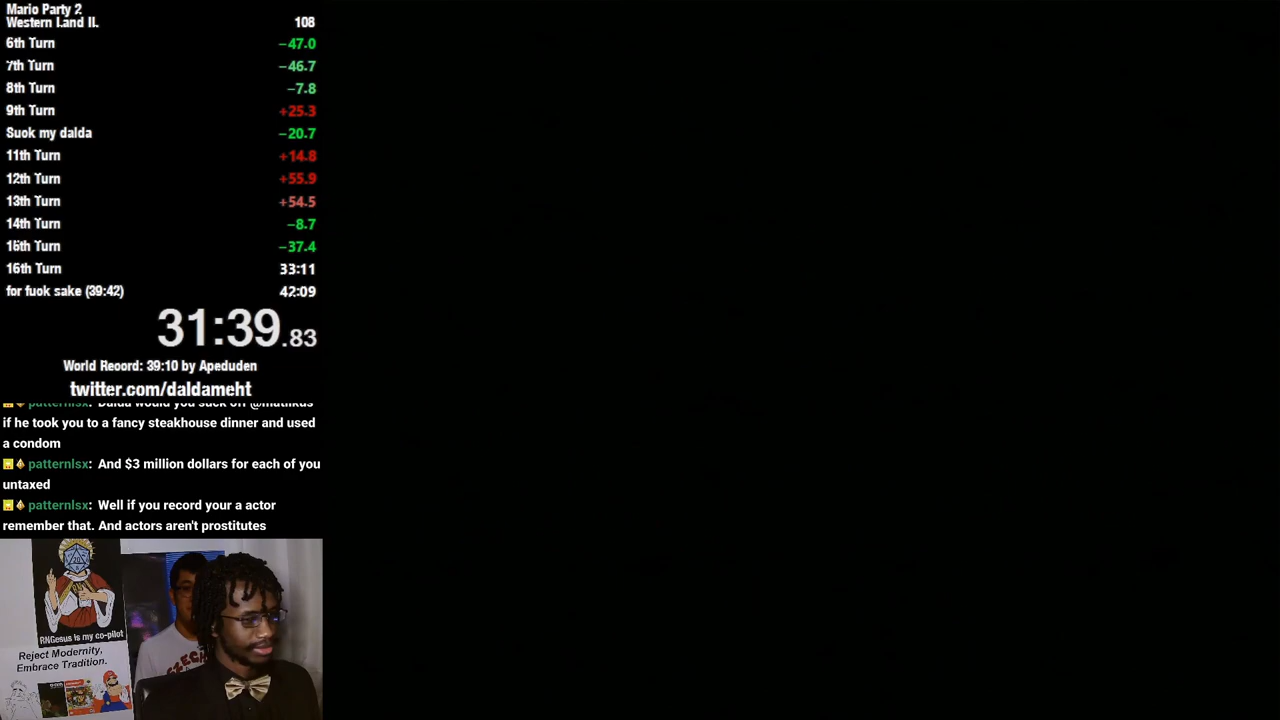 Mario Party 2
Western Land II.
108
6th Turn -47.0
7th Turn -46.7
8th Turn -7.8
9th Turn +25.3
Suok my dalda -20.7
11th Turn +14.8
12th Turn +55.9
13th Turn +54.5
14th Turn -8.7
15th Turn -37.4
16th Turn 33:11
for fuok sake (39:42) 42:09
31:39.83
World Reoord: 39:10 by Apeduden
twitter.com/daldameht
patternlsx: Dalda would you suck off @matiikus
if he took you to a fancy steakhouse dinner and used
a condom
patternlsx: And $3 million dollars for each of you
untaxed
patternlsx: Well if you record your a actor
remember that. And actors aren't prostitutes
RNGesus is my co-pilot
Reject Modernity,
Embrace Tradition.